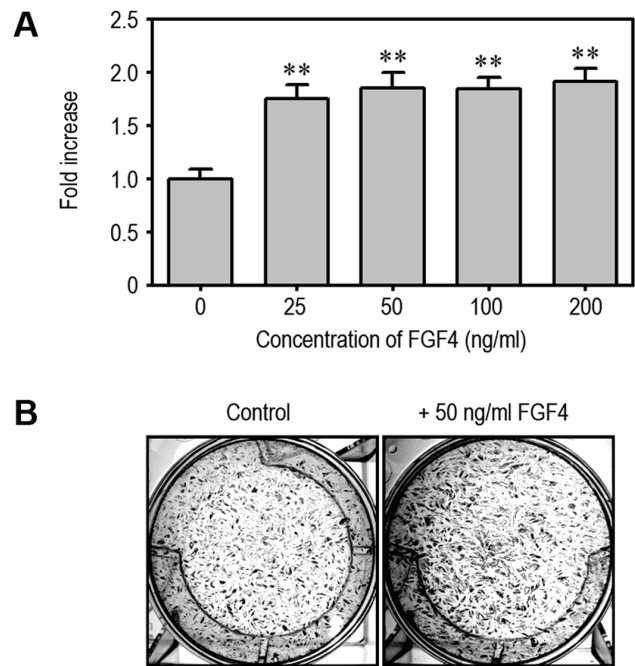 A
2.5
2.0
1.5
1.0
0.5
0
Fold increase
** ** ** **
0 25 50 100 200
Concentration of FGF4 (ng/ml)
B
Control + 50 ng/ml FGF4